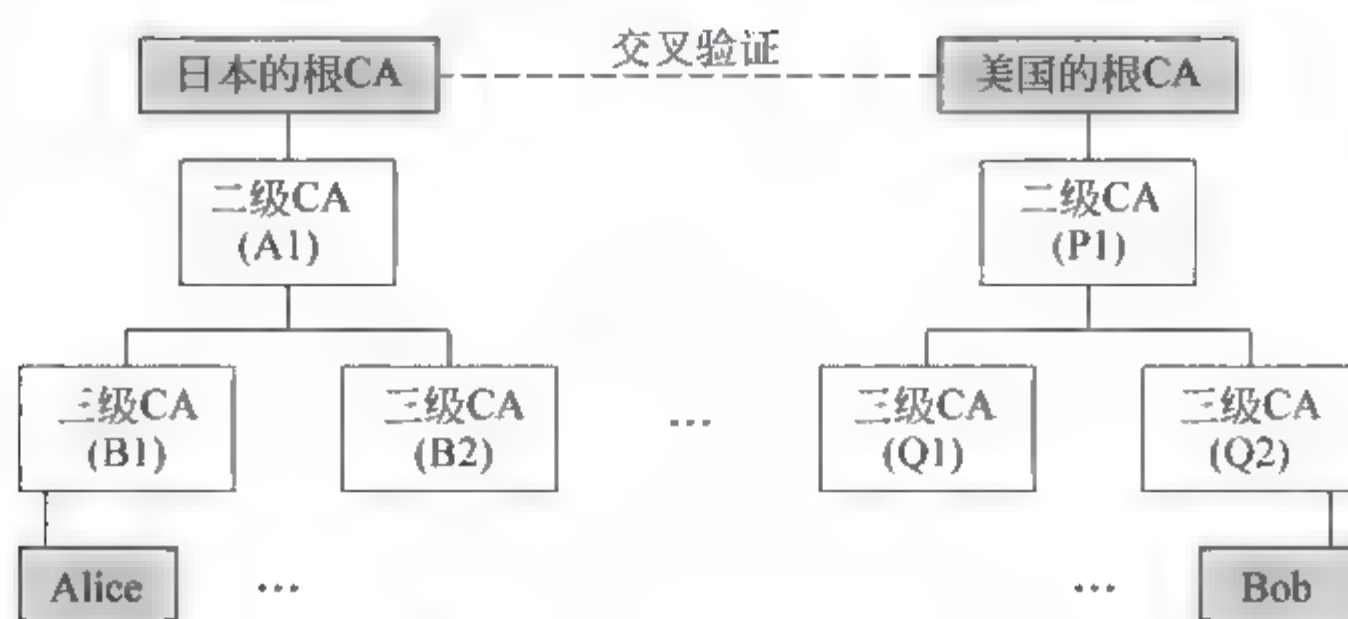 交叉验证
日本的根CA
美国的根CA
二级CA
(A1)
二级CA
(P1)
三级CA
(B1)
三级CA
(B2)
...
三级CA
(Q1)
三级CA
(Q2)
Alice
...
...
Bob